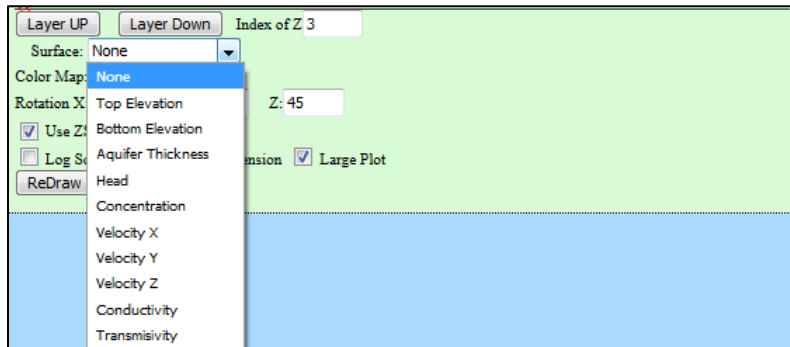 Layer UP Layer Down Index of Z 3
Surface: None
Color Map:
None
Rotation X
Z: 45
Top Elevation
Use ZS
Bottom Elevation
Log Sc
Aquifer Thickness
ension Large Plot
ReDraw
Head
Concentration
Velocity X
Velocity Y
Velocity Z
Conductivity
Transmisivity